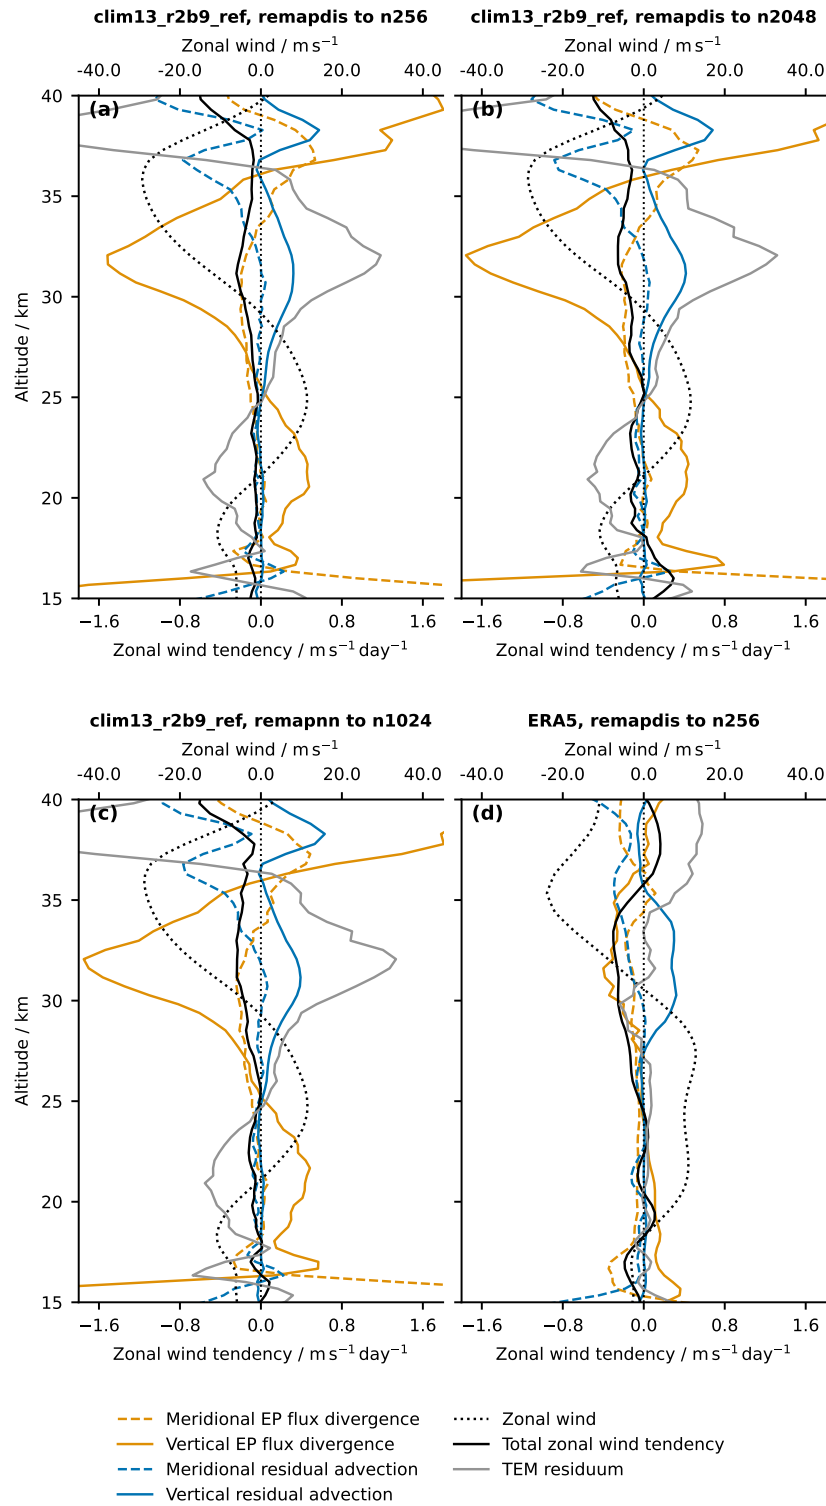 clim13_r2b9_ref, remapdis to n256
Zonal wind / m s⁻¹
-40.0 -20.0 0.0 20.0 40.0
(a)
40
35
30
25
20
15
Altitude / km
−1.6 −0.8 0.0 0.8 1.6
Zonal wind tendency / m s⁻¹ day⁻¹
clim13_r2b9_ref, remapdis to n2048
Zonal wind / m s⁻¹
-40.0 -20.0 0.0 20.0 40.0
(b)
−1.6 −0.8 0.0 0.8 1.6
Zonal wind tendency / m s⁻¹ day⁻¹
clim13_r2b9_ref, remapnn to n1024
Zonal wind / m s⁻¹
-40.0 -20.0 0.0 20.0 40.0
(c)
40
35
30
25
20
15
Altitude / km
−1.6 −0.8 0.0 0.8 1.6
Zonal wind tendency / m s⁻¹ day⁻¹
ERA5, remapdis to n256
Zonal wind / m s⁻¹
-40.0 -20.0 0.0 20.0 40.0
(d)
−1.6 −0.8 0.0 0.8 1.6
Zonal wind tendency / m s⁻¹ day⁻¹
Meridional EP flux divergence
Vertical EP flux divergence
Meridional residual advection
Vertical residual advection
Zonal wind
Total zonal wind tendency
TEM residuum